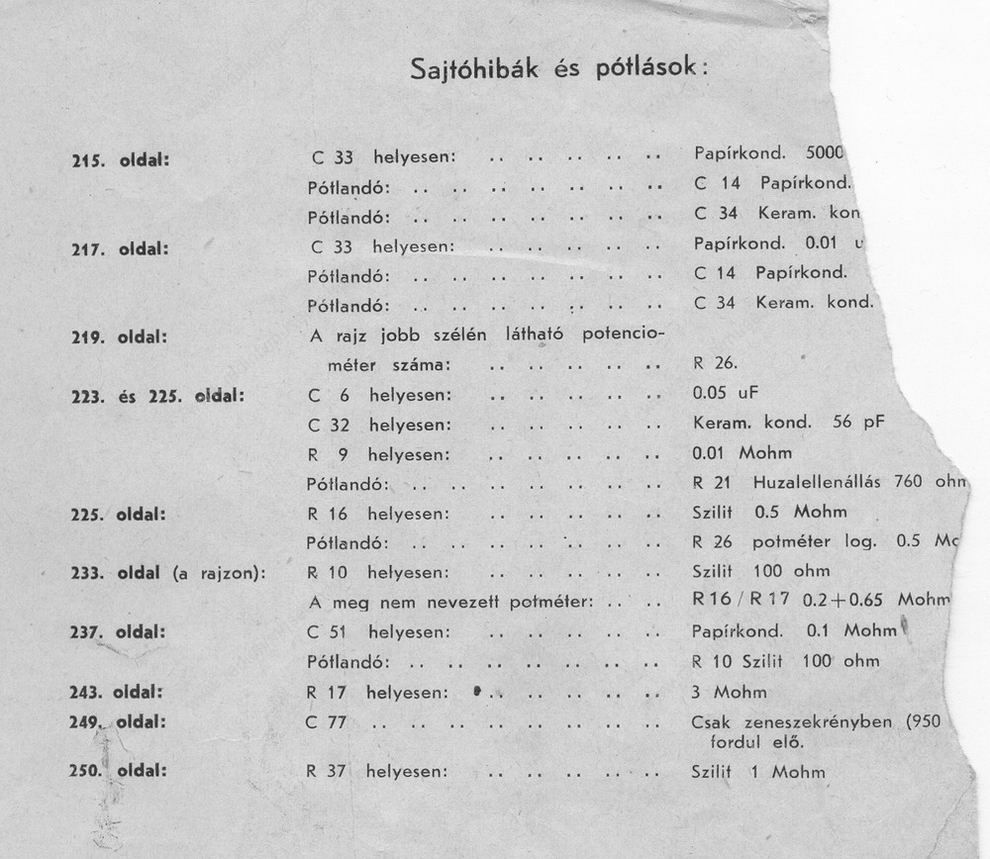 Sajtóhibák és pótlások:
215. oldal: C 33 helyesen: .. .. .. .. .. Papírkond. 5000
Pótlandó: .. .. .. .. .. .. .. C 14 Papírkond.
Pótlandó: .. .. .. .. .. .. .. C 34 Keram. kon
217. oldal: C 33 helyesen: .. .. .. .. .. Papírkond. 0.01 u
Pótlandó: .. .. .. .. .. .. .. C 14 Papírkond.
Pótlandó: .. .. .. .. .. .. .. C 34 Keram. kond.
219. oldal: A rajz jobb szélén látható potencio-
méter száma: .. .. .. .. .. R 26.
223. és 225. oldal: C 6 helyesen: .. .. .. .. .. 0.05 uF
C 32 helyesen: .. .. .. .. .. Keram. kond. 56 pF
R 9 helyesen: .. .. .. .. .. 0.01 Mohm
Pótlandó: .. .. .. .. .. .. .. R 21 Huzalellenállás 760 ohm
225. oldal: R 16 helyesen: .. .. .. .. .. Szilit 0.5 Mohm
Pótlandó: .. .. .. .. .. .. .. R 26 potméter log. 0.5 Mo
233. oldal (a rajzon): R 10 helyesen: .. .. .. .. .. Szilit 100 ohm
A meg nem nevezett potméter: .. .. R 16 / R 17 0.2+0.65 Mohm
237. oldal: C 51 helyesen: .. .. .. .. .. Papírkond. 0.1 Mohm
Pótlandó: .. .. .. .. .. .. .. R 10 Szilit 100 ohm
243. oldal: R 17 helyesen: .. .. .. .. .. 3 Mohm
249. oldal: C 77 .. .. .. .. .. .. .. .. Csak zeneszekrényben (950
fordul elő.
250. oldal: R 37 helyesen: .. .. .. .. .. Szilit 1 Mohm